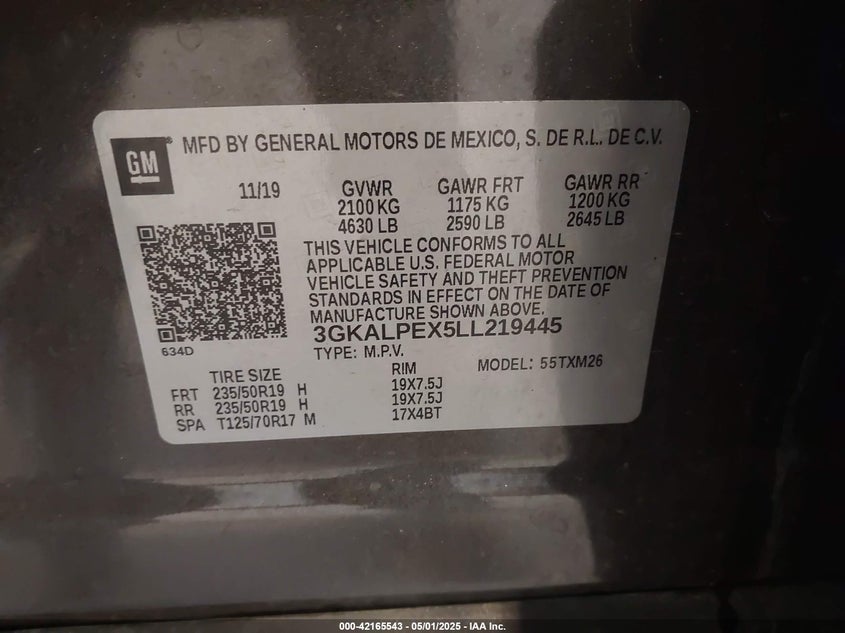 GM
® MFD BY GENERAL MOTORS DE MEXICO, S. DE R.L. DE C.V.
11/19 GVWR GAWR FRT GAWR RR
2100 KG 1175 KG 1200 KG
4630 LB 2590 LB 2645 LB
THIS VEHICLE CONFORMS TO ALL
APPLICABLE U.S. FEDERAL MOTOR
VEHICLE SAFETY AND THEFT PREVENTION
STANDARDS IN EFFECT ON THE DATE OF
MANUFACTURE SHOWN ABOVE.
3GKALPEX5LL219445
634D
TYPE: M.P.V. MODEL: 55TXM26
TIRE SIZE RIM
FRT 235/50R19 H 19X7.5J
RR 235/50R19 H 19X7.5J
SPA T125/70R17 M 17X4BT
000-42165543 / 05/01/2025 - IAA Inc.